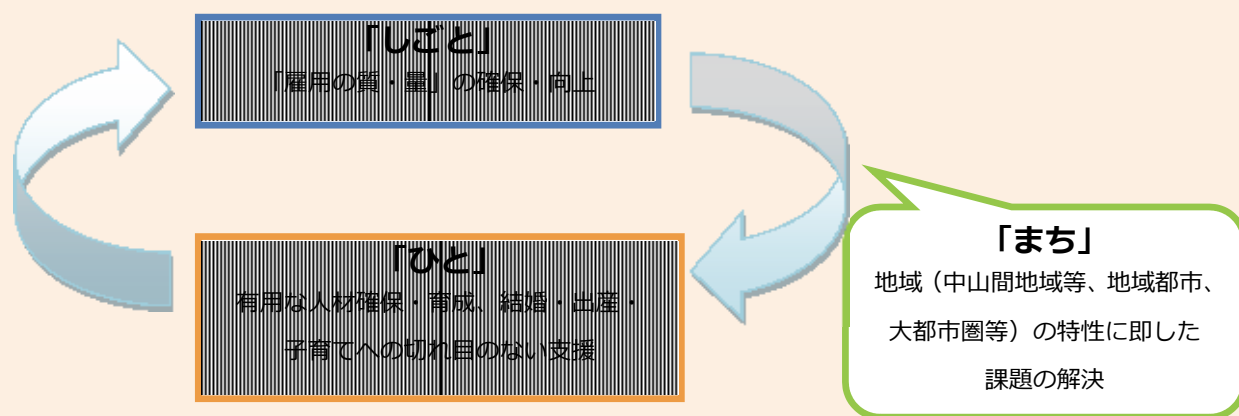 「しごと」
「雇用の質・量」の確保・向上
「ひと」
有用な人材確保・育成、結婚・出産・
子育てへの切れ目のない支援
「まち」
地域（中山間地域等、地域都市、
大都市圏等）の特性に即した
課題の解決